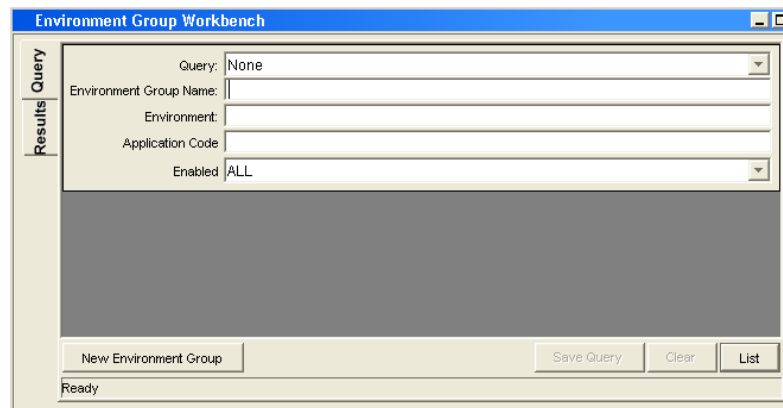 Environment Group Workbench
Query
Results
Query: None
Environment Group Name:
Environment:
Application Code
Enabled ALL
New Environment Group Save Query Clear List
Ready